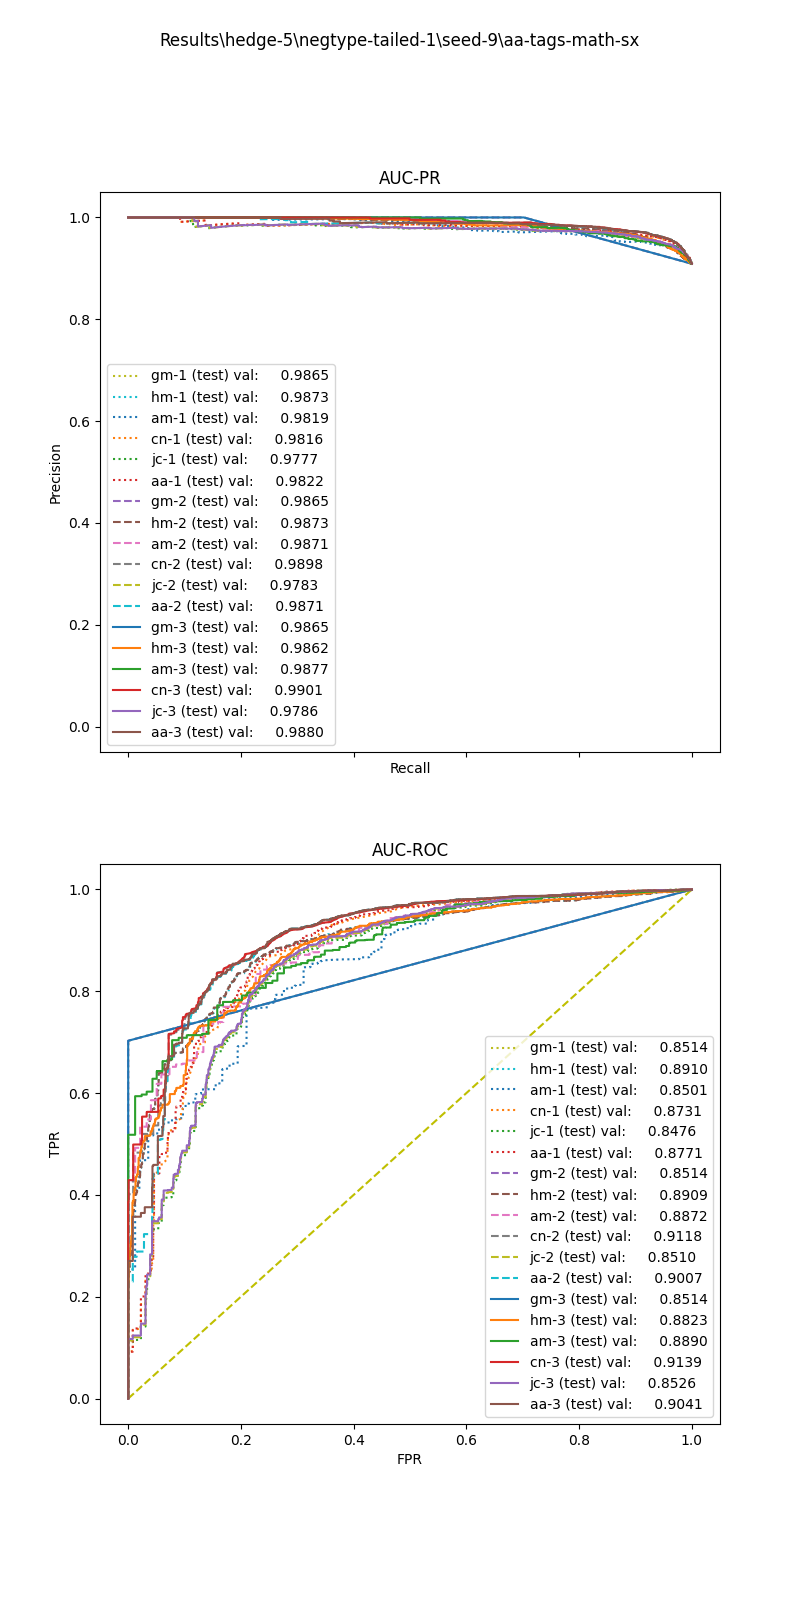 Results\hedge-5\negtype-tailed-1\seed-9\aa-tags-math-sx
AUC-PR
1.0
0.8
0.6
0.4
0.2
0.0
Precision
gm-1 (test) val: 0.9865
hm-1 (test) val: 0.9873
am-1 (test) val: 0.9819
cn-1 (test) val: 0.9816
jc-1 (test) val: 0.9777
aa-1 (test) val: 0.9822
gm-2 (test) val: 0.9865
hm-2 (test) val: 0.9873
am-2 (test) val: 0.9871
cn-2 (test) val: 0.9898
jc-2 (test) val: 0.9783
aa-2 (test) val: 0.9871
gm-3 (test) val: 0.9865
hm-3 (test) val: 0.9862
am-3 (test) val: 0.9877
cn-3 (test) val: 0.9901
jc-3 (test) val: 0.9786
aa-3 (test) val: 0.9880
Recall
AUC-ROC
1.0
0.8
0.6
0.4
0.2
0.0
TPR
gm-1 (test) val: 0.8514
hm-1 (test) val: 0.8910
am-1 (test) val: 0.8501
cn-1 (test) val: 0.8731
jc-1 (test) val: 0.8476
aa-1 (test) val: 0.8771
gm-2 (test) val: 0.8514
hm-2 (test) val: 0.8909
am-2 (test) val: 0.8872
cn-2 (test) val: 0.9118
jc-2 (test) val: 0.8510
aa-2 (test) val: 0.9007
gm-3 (test) val: 0.8514
hm-3 (test) val: 0.8823
am-3 (test) val: 0.8890
cn-3 (test) val: 0.9139
jc-3 (test) val: 0.8526
aa-3 (test) val: 0.9041
0.0 0.2 0.4 0.6 0.8 1.0
FPR